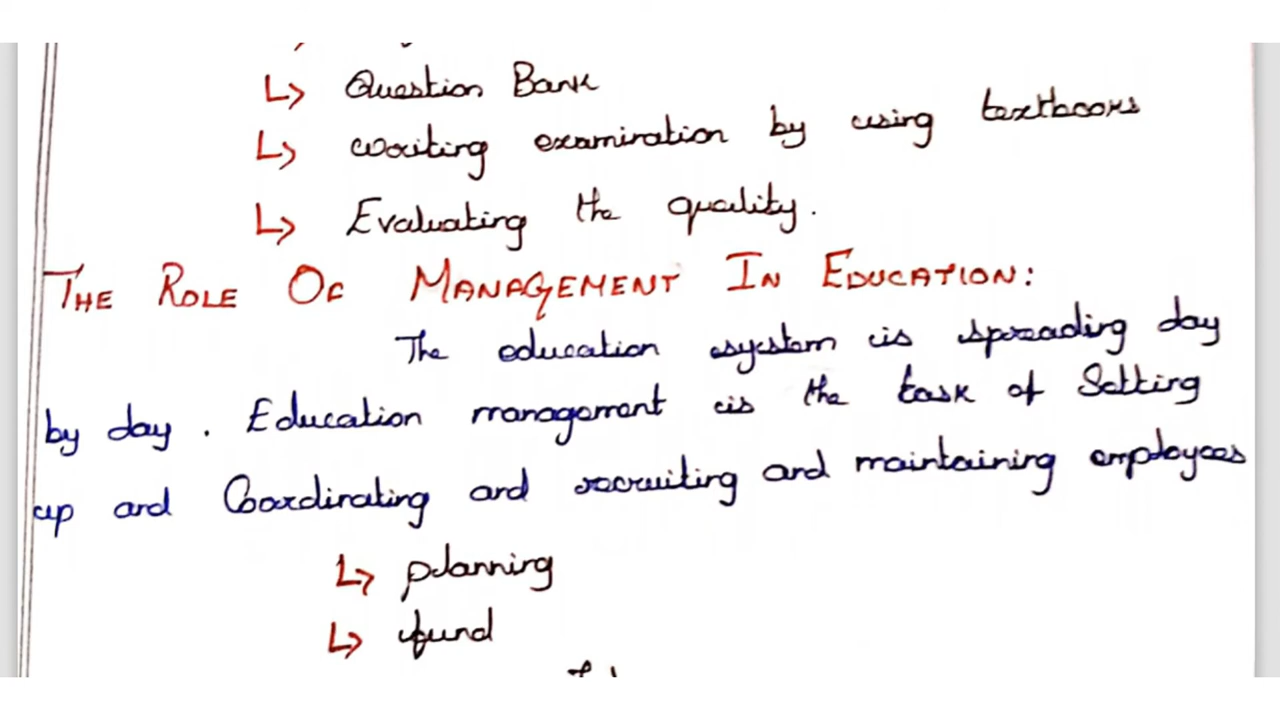 ↳ Question Bank
↳ writing examination by using textbooks
↳ Evaluating the quality.
THE ROLE OF MANAGEMENT IN EDUCATION:
The education system is spreading day
by day. Education management is the task of Setting
up and Coordinating and recruiting and maintaining employees
↳ planning
↳ fund